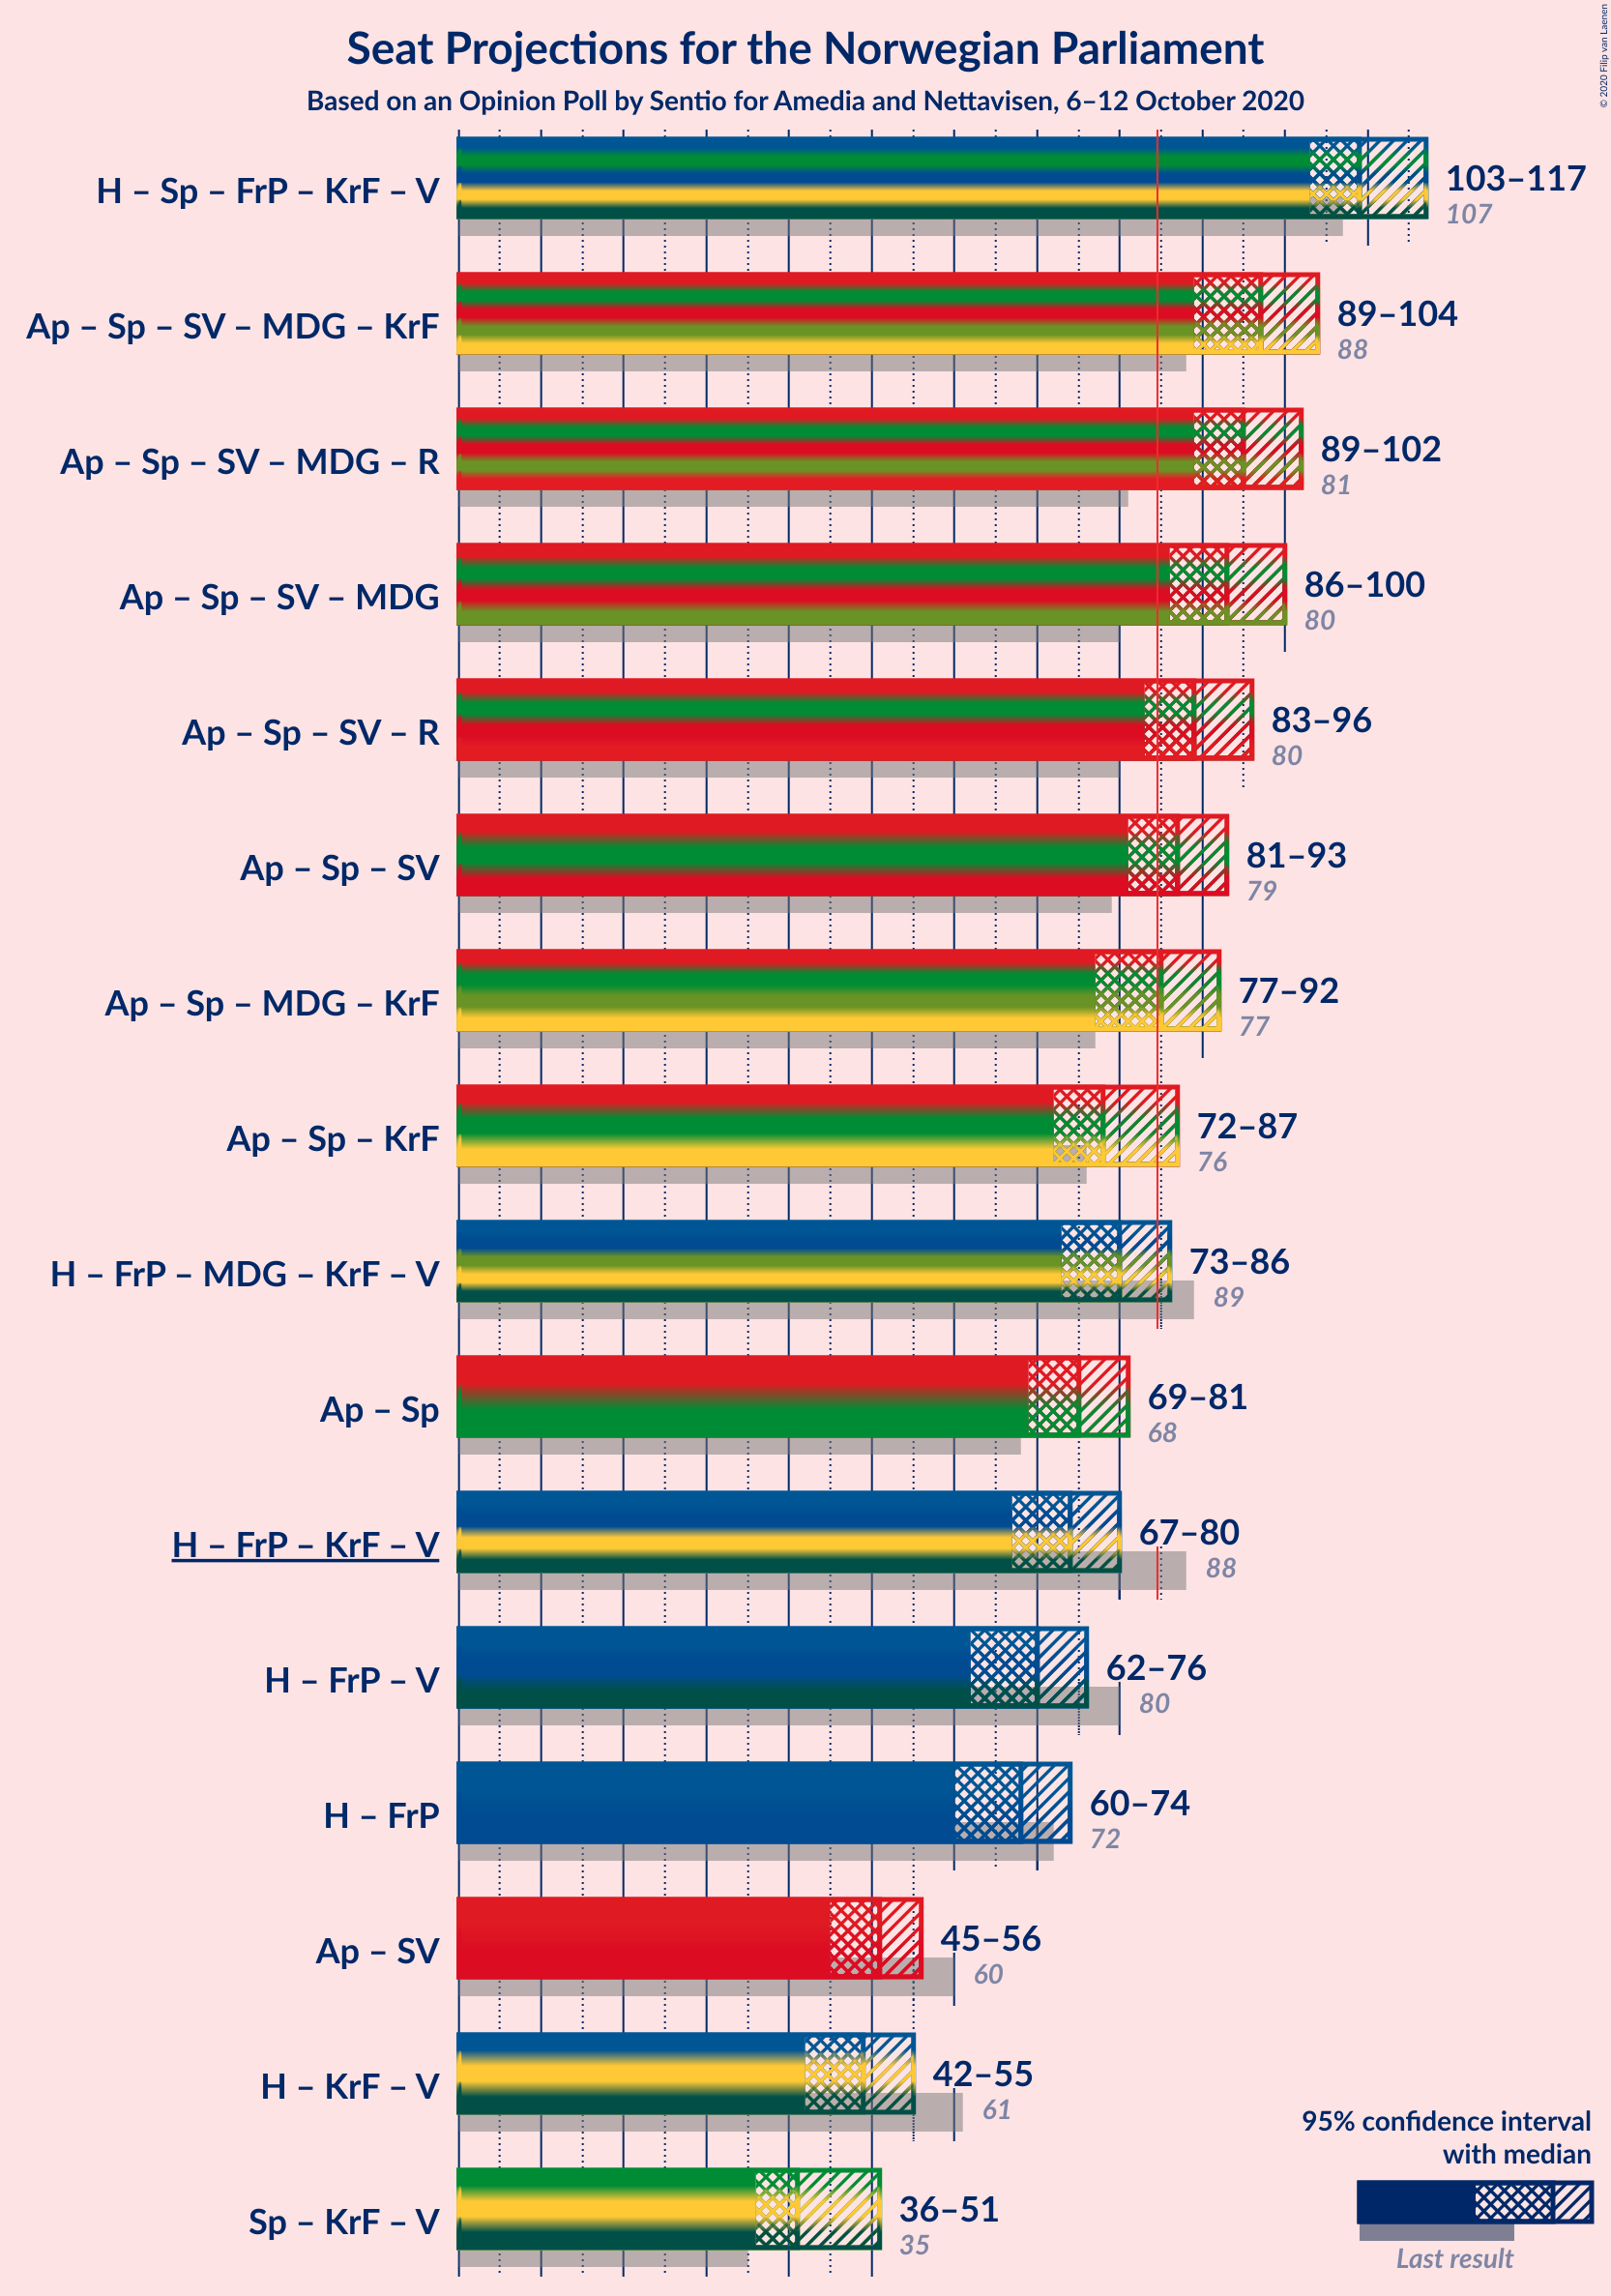 Seat Projections for the Norwegian Parliament
Based on an Opinion Poll by Sentio for Amedia and Nettavisen, 6–12 October 2020
© 2020 Filip van Laenen
H – Sp – FrP – KrF – V
103–117
107
Ap – Sp – SV – MDG – KrF
89–104
88
Ap – Sp – SV – MDG – R
89–102
81
Ap – Sp – SV – MDG
86–100
80
Ap – Sp – SV – R
83–96
80
Ap – Sp – SV
81–93
79
Ap – Sp – MDG – KrF
77–92
77
Ap – Sp – KrF
72–87
76
H – FrP – MDG – KrF – V
73–86
89
Ap – Sp
69–81
68
H – FrP – KrF – V
67–80
88
H – FrP – V
62–76
80
H – FrP
60–74
72
Ap – SV
45–56
60
H – KrF – V
42–55
61
Sp – KrF – V
36–51
35
95% confidence interval
with median
Last result